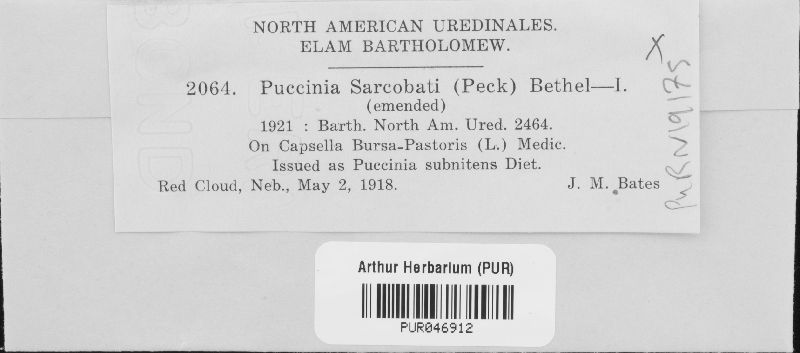 NORTH AMERICAN UREDINALES.
ELAM BARTHOLOMEW.
2064. Puccinia Sarcobati (Peck) Bethel—I.
(emended)
1921 : Barth. North Am. Ured. 2464.
On Capsella Bursa-Pastoris (L.) Medic.
Issued as Puccinia subnitens Diet.
Red Cloud, Neb., May 2, 1918. J. M. Bates
X
PURN19175
Arthur Herbarium (PUR)
PUR046912